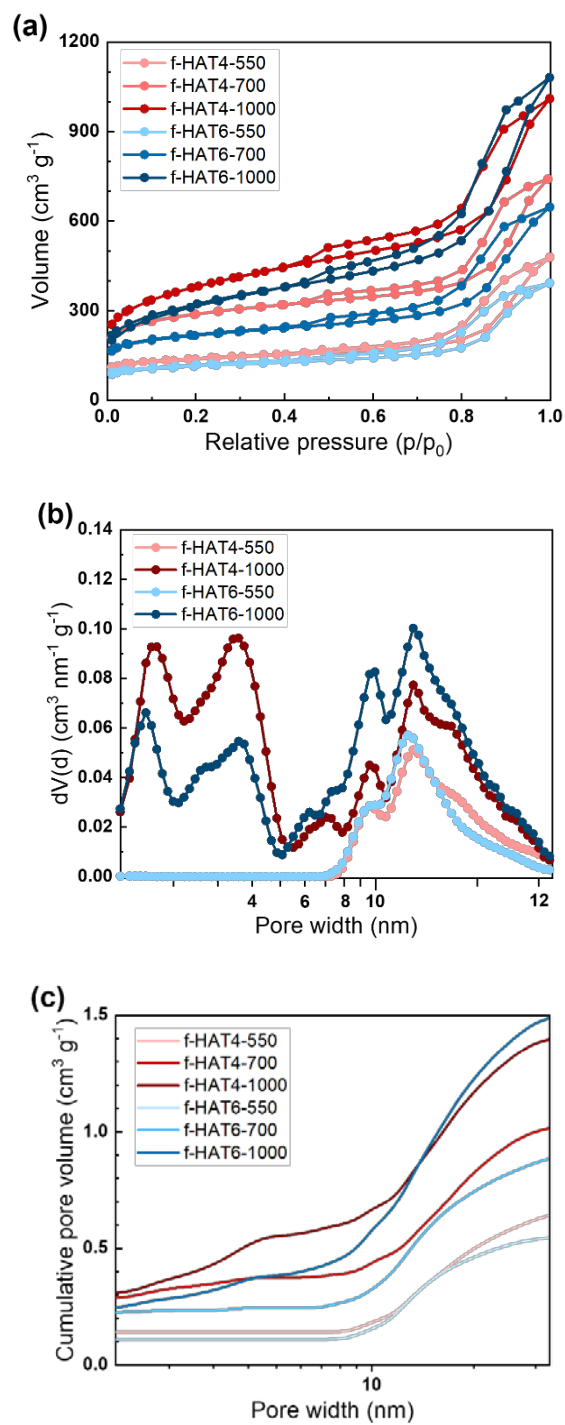 (a)
1200
900
600
300
0
f-HAT4-550
f-HAT4-700
f-HAT4-1000
f-HAT6-550
f-HAT6-700
f-HAT6-1000
Volume (cm³ g⁻¹)
0.0 0.2 0.4 0.6 0.8 1.0
Relative pressure (p/p₀)
(b)
0.14
0.12
0.10
0.08
0.06
0.04
0.02
0.00
f-HAT4-550
f-HAT4-1000
f-HAT6-550
f-HAT6-1000
dV(d) (cm³ nm⁻¹ g⁻¹)
4 5 6 8 10 12
Pore width (nm)
(c)
1.5
1.0
0.5
0.0
f-HAT4-550
f-HAT4-700
f-HAT4-1000
f-HAT6-550
f-HAT6-700
f-HAT6-1000
Cumulative pore volume (cm³ g⁻¹)
10
Pore width (nm)